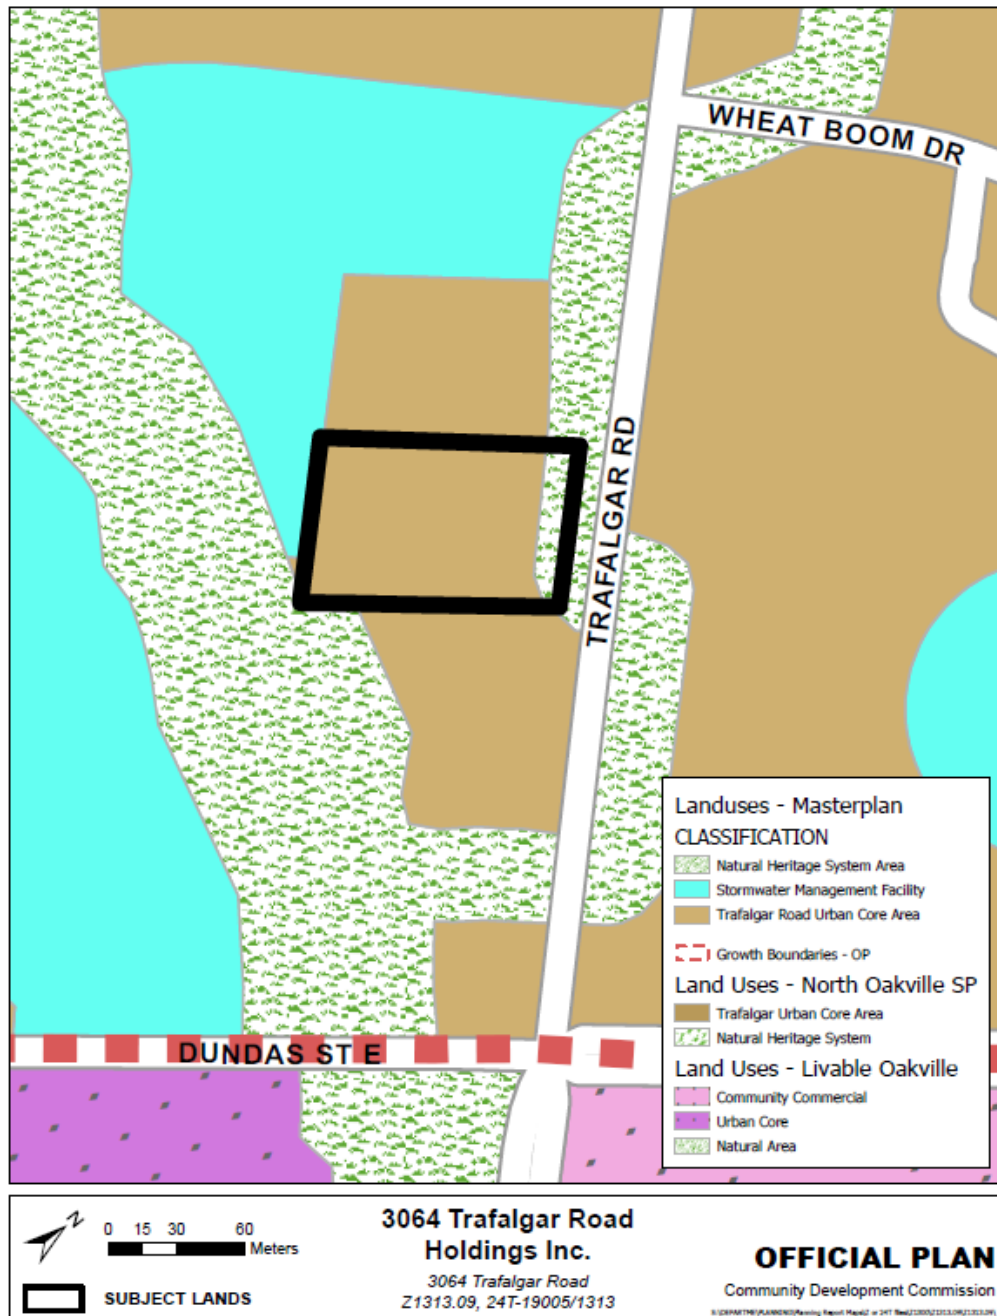 WHEAT BOOM DR
TRAFALGAR RD
DUNDAS ST E
Landuses - Masterplan
CLASSIFICATION
Natural Heritage System Area
Stormwater Management Facility
Trafalgar Road Urban Core Area
Growth Boundaries - OP
Land Uses - North Oakville SP
Trafalgar Urban Core Area
Natural Heritage System
Land Uses - Livable Oakville
Community Commercial
Urban Core
Natural Area
Z
0 15 30 60
Meters
SUBJECT LANDS
3064 Trafalgar Road
Holdings Inc.
3064 Trafalgar Road
Z1313.09, 24T-19005/1313
OFFICIAL PLAN
Community Development Commission